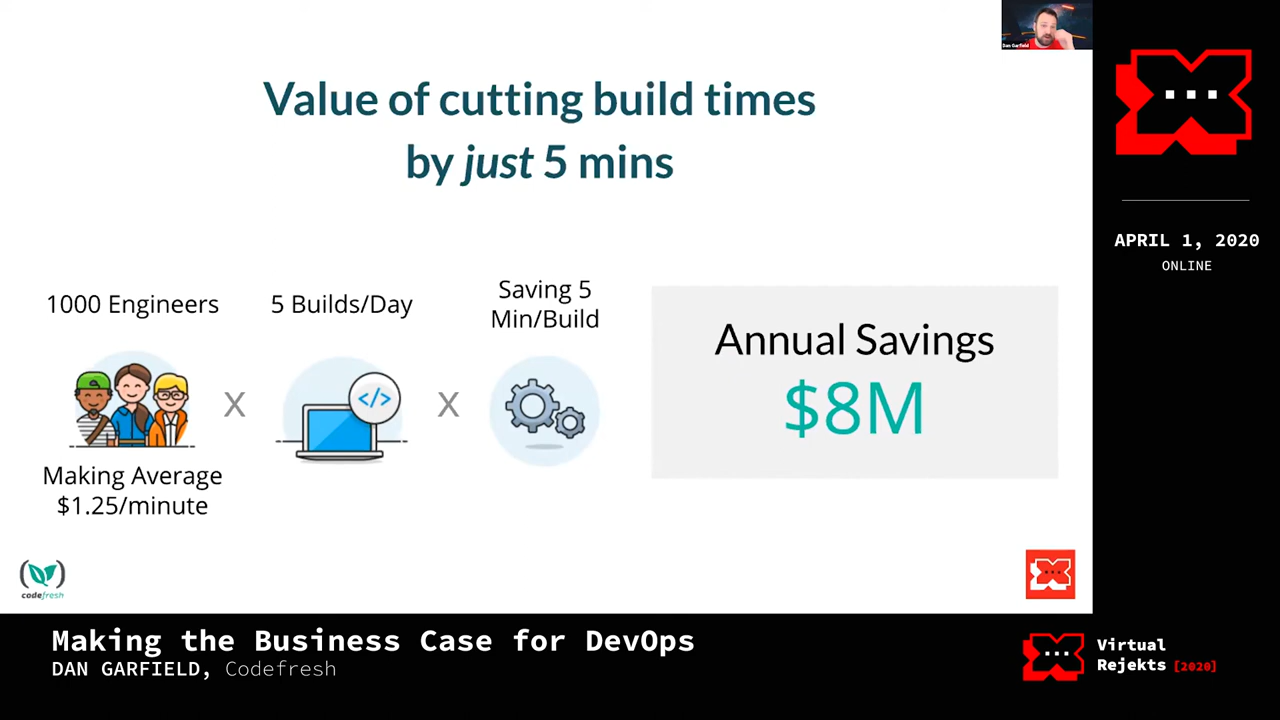 Value of cutting build times
by just 5 mins
1000 Engineers
5 Builds/Day
Saving 5
Min/Build
X
</>
X
Making Average
$1.25/minute
Annual Savings
$8M
codefresh
Dan Garfield
APRIL 1, 2020
ONLINE
Making the Business Case for DevOps
DAN GARFIELD, Codefresh
Virtual
Rejekts [2020]